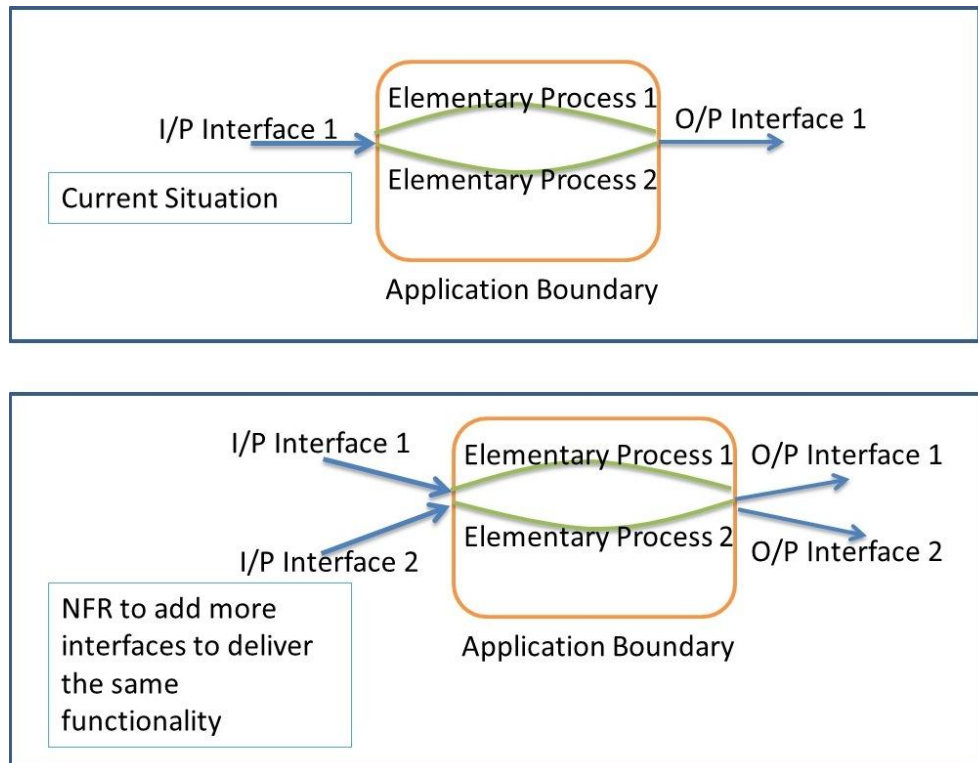 Elementary Process 1
I/P Interface 1
O/P Interface 1
Elementary Process 2
Current Situation
Application Boundary
I/P Interface 1
Elementary Process 1
O/P Interface 1
Elementary Process 2
I/P Interface 2
O/P Interface 2
NFR to add more
interfaces to deliver
the same
functionality
Application Boundary